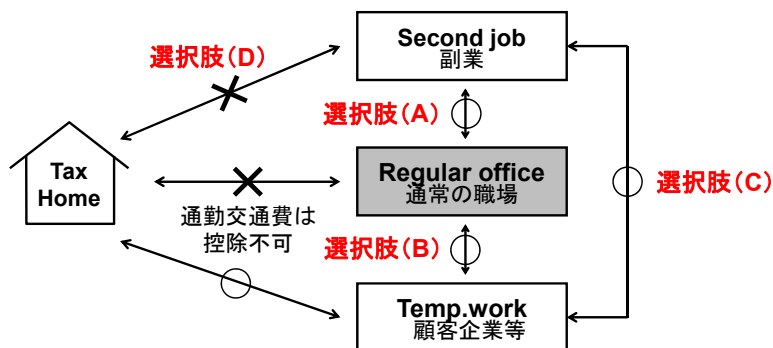 Second job
副業
選択肢（D）
選択肢（A）
Tax
Home
Regular office
通常の職場
選択肢（C）
通勤交通費は
控除不可
選択肢（B）
Temp.work
顧客企業等